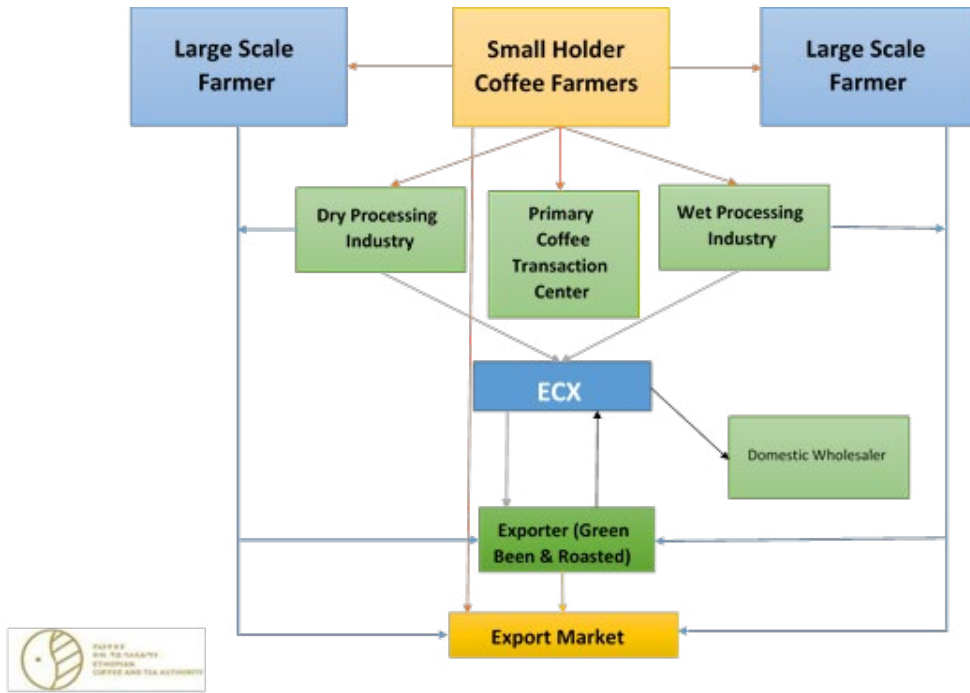 Large Scale
Farmer
Small Holder
Coffee Farmers
Large Scale
Farmer
Dry Processing
Industry
Primary
Coffee
Transaction
Center
Wet Processing
Industry
ECX
Domestic Wholesaler
Exporter (Green
Been & Roasted)
Export Market
ETHIOPIAN
COFFEE AND TEA AUTHORITY